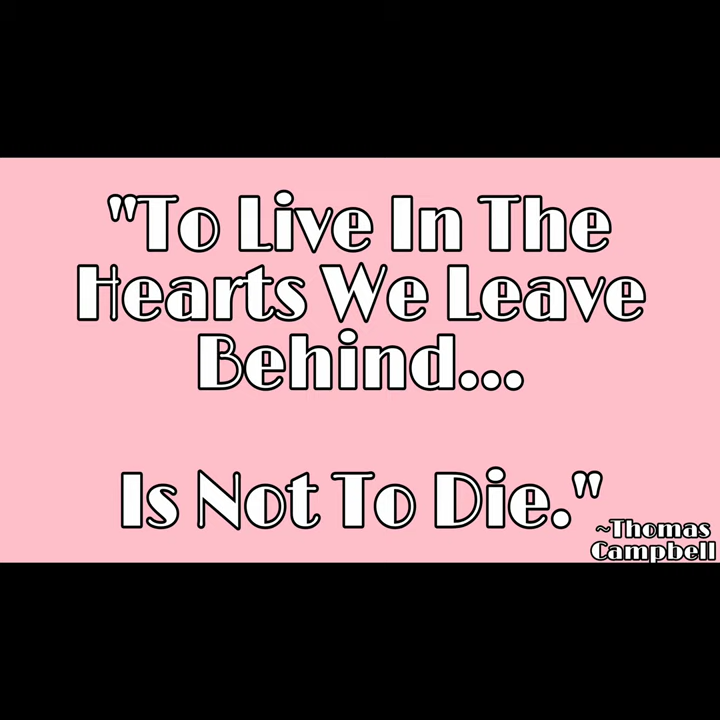 "To Live In The
Hearts We Leave
Behind...
Is Not To Die."
~Thomas
Campbell